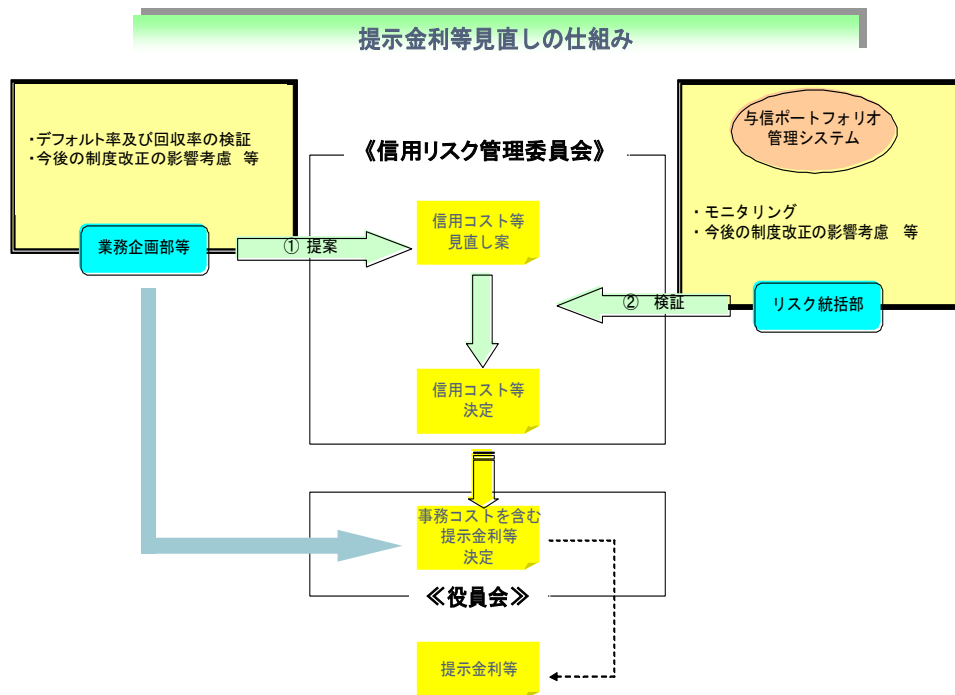 提示金利等見直しの仕組み
・デフォルト率及び回収率の検証
・今後の制度改正の影響考慮　等
業務企画部等
① 提案
《信用リスク管理委員会》
信用コスト等
見直し案
信用コスト等
決定
与信ポートフォリオ
管理システム
・モニタリング
・今後の制度改正の影響考慮　等
リスク統括部
②　検証
事務コストを含む
提示金利等
決定
≪役員会≫
提示金利等